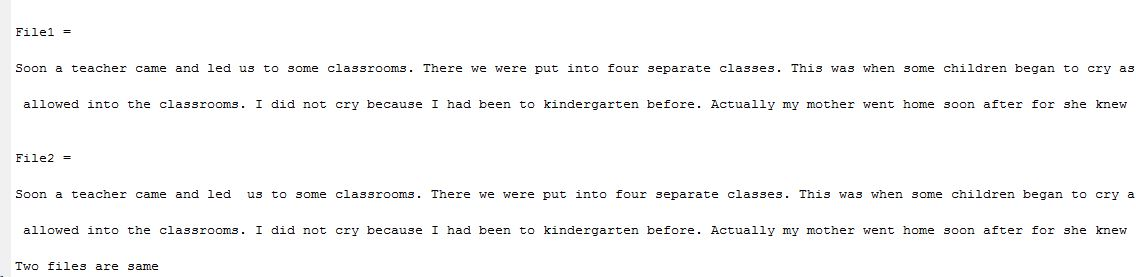 File1 =
Soon a teacher came and led us to some classrooms. There we were put into four separate classes. This was when some children began to cry as
allowed into the classrooms. I did not cry because I had been to kindergarten before. Actually my mother went home soon after for she knew
File2 =
Soon a teacher came and led  us to some classrooms. There we were put into four separate classes. This was when some children began to cry a
allowed into the classrooms. I did not cry because I had been to kindergarten before. Actually my mother went home soon after for she knew
Two files are same